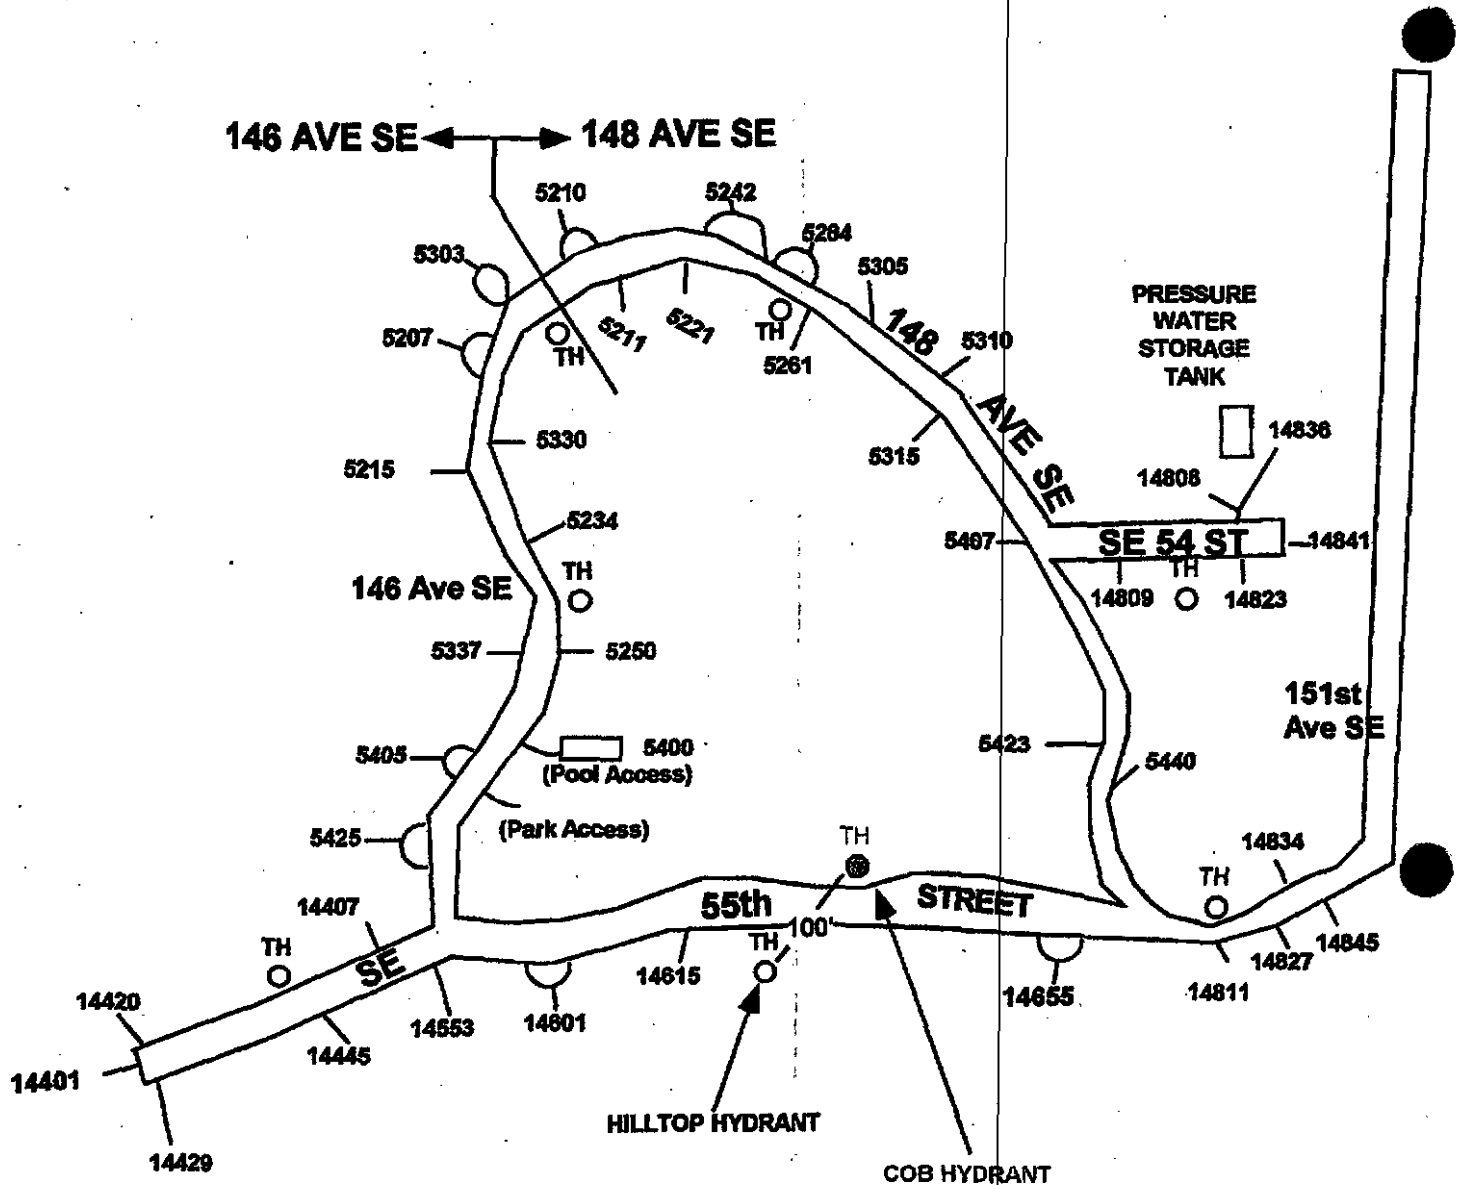 146 AVE SE
148 AVE SE
5210
5242
5264
5303
5305
PRESSURE
WATER
STORAGE
TANK
5207
TH
5211
5221
TH
5261
148 AVE SE
5310
5330
5215
5315
14836
14808
5234
5407
SE 54 ST
14841
TH
146 Ave SE
TH
14809
14823
5337
5250
151st
Ave SE
5405
5400
(Pool Access)
5423
5440
(Park Access)
5425
TH
14834
TH
14407
SE 55th STREET
100'
TH
TH
14615
14845
14827
14655
14811
14420
14553
14601
14445
14401
HILLTOP HYDRANT
14429
COB HYDRANT